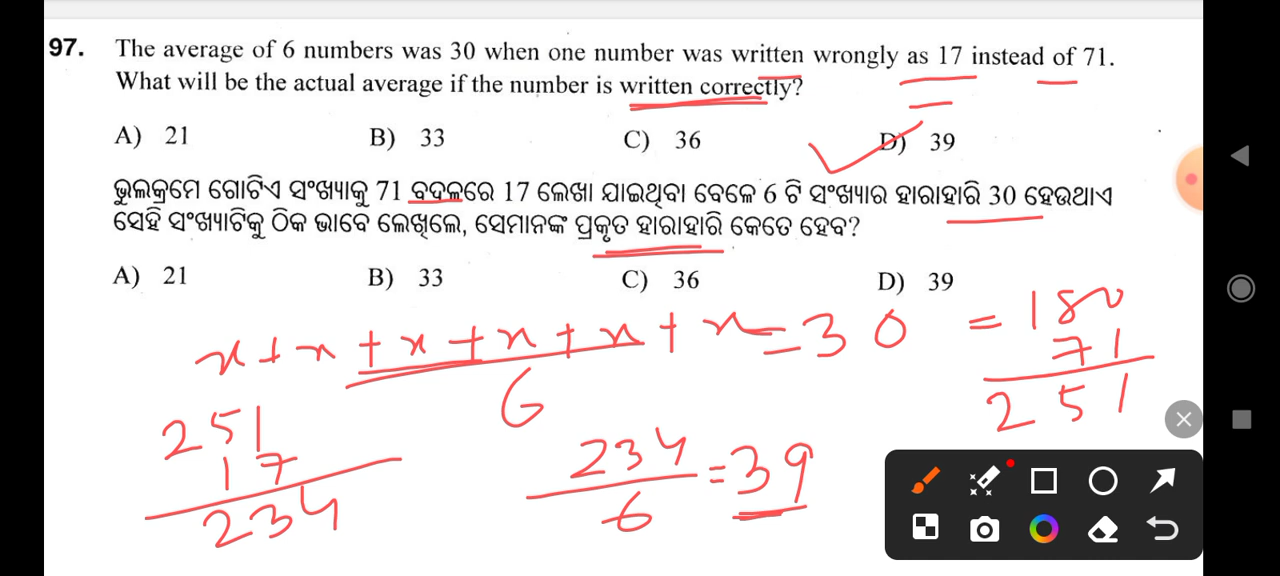 97. The average of 6 numbers was 30 when one number was written wrongly as 17 instead of 71.
What will be the actual average if the number is written correctly?
A) 21 B) 33 C) 36 D) 39
ଭୁଲକ୍ରମେ ଗୋଟିଏ ସଂଖ୍ୟାକୁ 71 ବଦଳରେ 17 ଲେଖା ଯାଇଥିବା ବେଳେ 6 ଟି ସଂଖ୍ୟାର ହାରାହାରି 30 ହେଉଥାଏ
ସେହି ସଂଖ୍ୟାଟିକୁ ଠିକ ଭାବେ ଲେଖିଲେ, ସେମାନଙ୍କ ପ୍ରକୃତ ହାରାହାରି କେତେ ହେବ?
A) 21 B) 33 C) 36 D) 39
x + x + x + x + x + x = 30 = 180
6 71
251 251
17 234 = 39
234 6